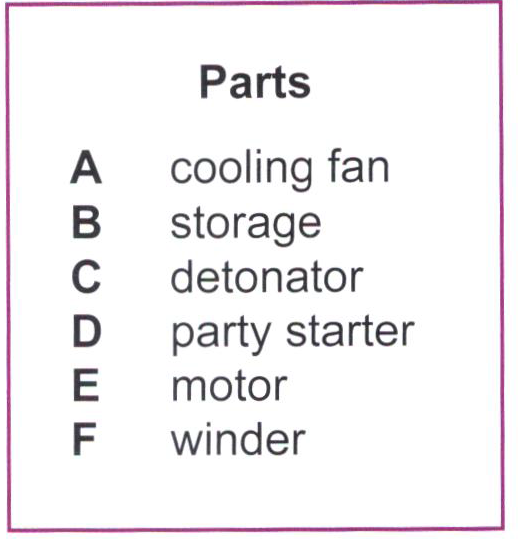 Parts
A cooling fan
B storage
C detonator
D party starter
E motor
F winder